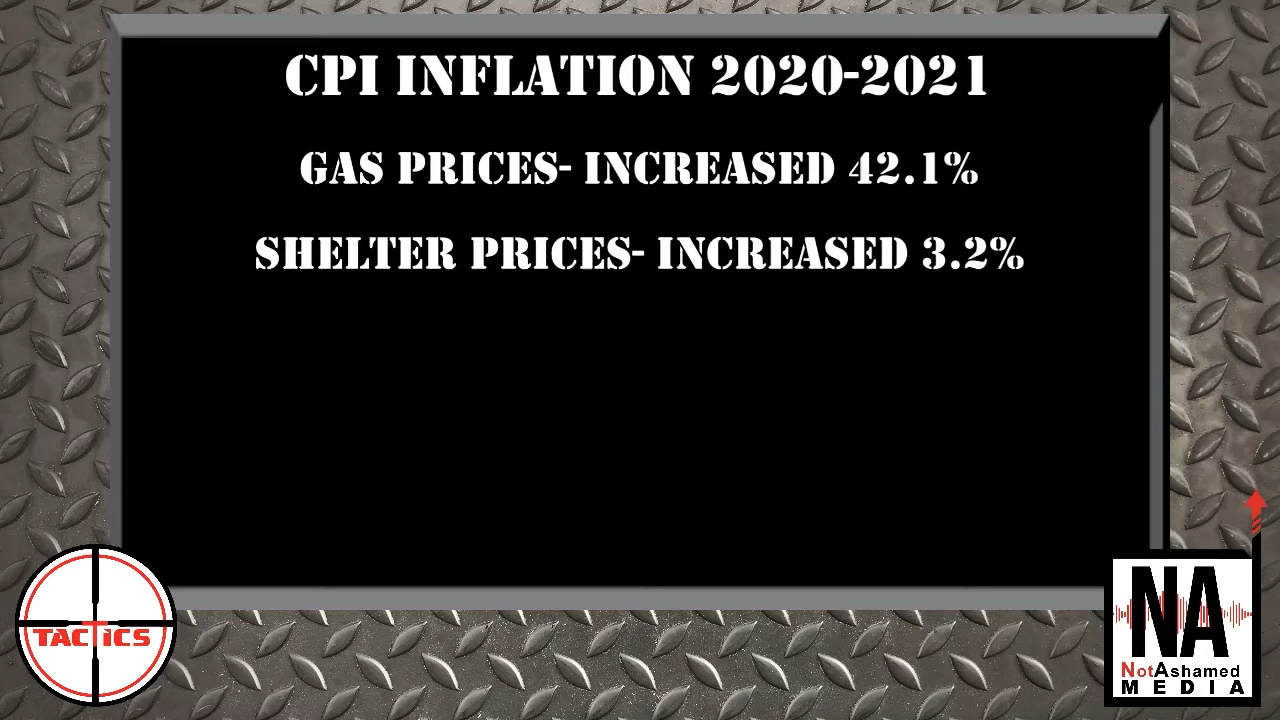 CPI INFLATION 2020-2021
GAS PRICES- INCREASED 42.1%
SHELTER PRICES- INCREASED 3.2%
TACTICS
NA
NotAshamed
MEDIA